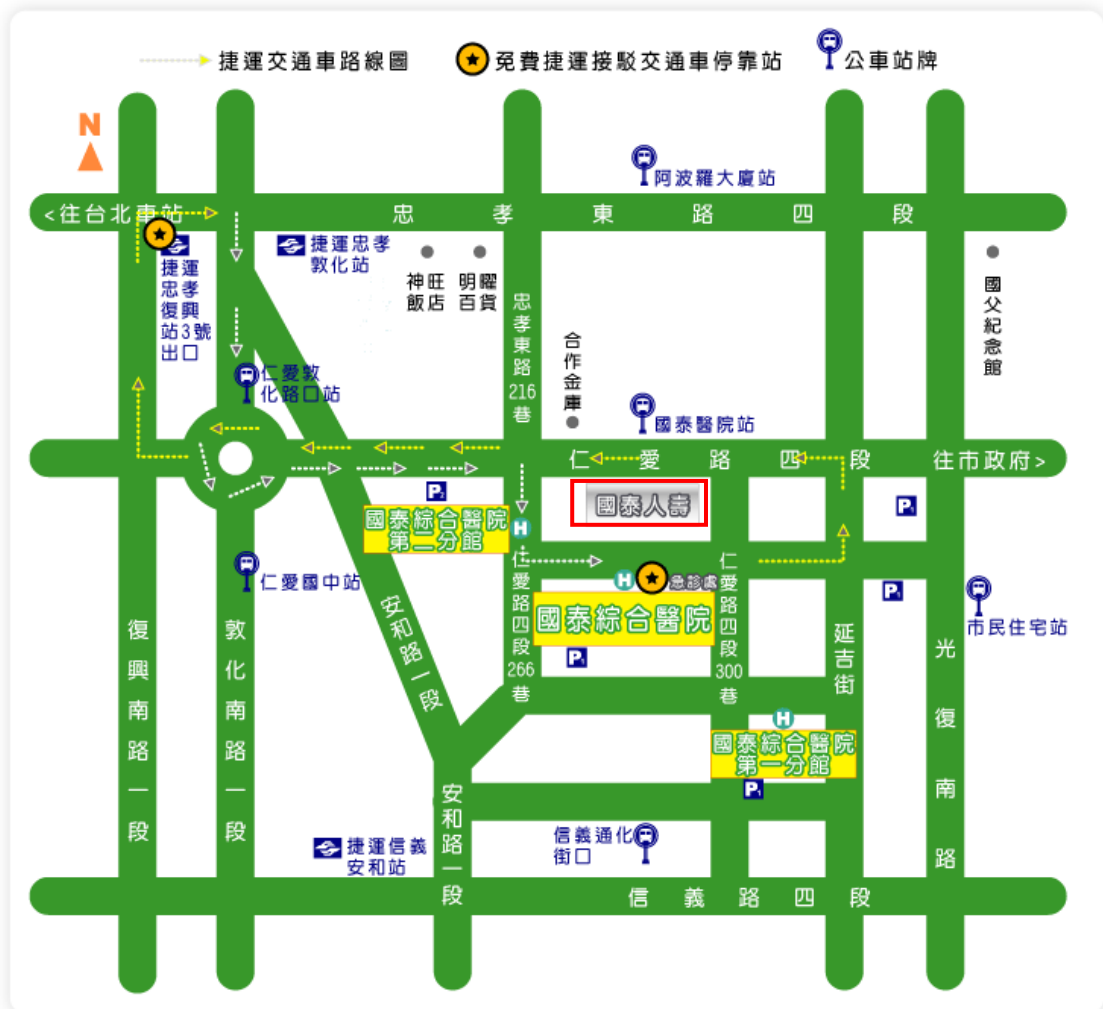 捷運交通車路線圖
免費捷運接駁交通車停靠站
公車站牌
N
阿波羅大廈站
<往台北車站
忠孝東路四段
捷運
忠孝
復興
站3號
出口
捷運忠孝
敦化站
神旺
飯店
明曜
百貨
忠孝東路216巷
合作金庫
國父紀念館
仁愛敦
化路口站
國泰醫院站
仁愛路四段
往市政府>
P2
國泰綜合醫院
第二分館
H
國泰人壽
P1
仁愛國中站
仁愛路四段266巷
H
急診處
國泰綜合醫院
P1
仁愛路四段300巷
P1
市民住宅站
復興南路一段
敦化南路一段
安和路一段
延吉街
光復南路
H
國泰綜合醫院
第一分館
P1
安和路一段
捷運信義
安和站
信義通化
街口
信義路四段